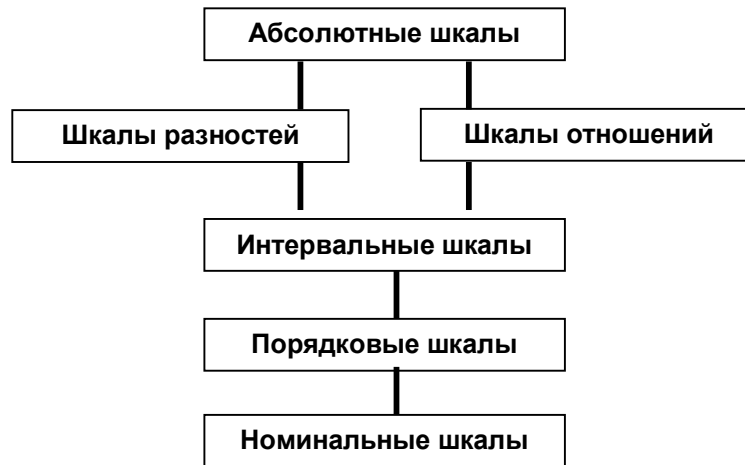 Абсолютные шкалы
Шкалы разностей
Шкалы отношений
Интервальные шкалы
Порядковые шкалы
Номинальные шкалы